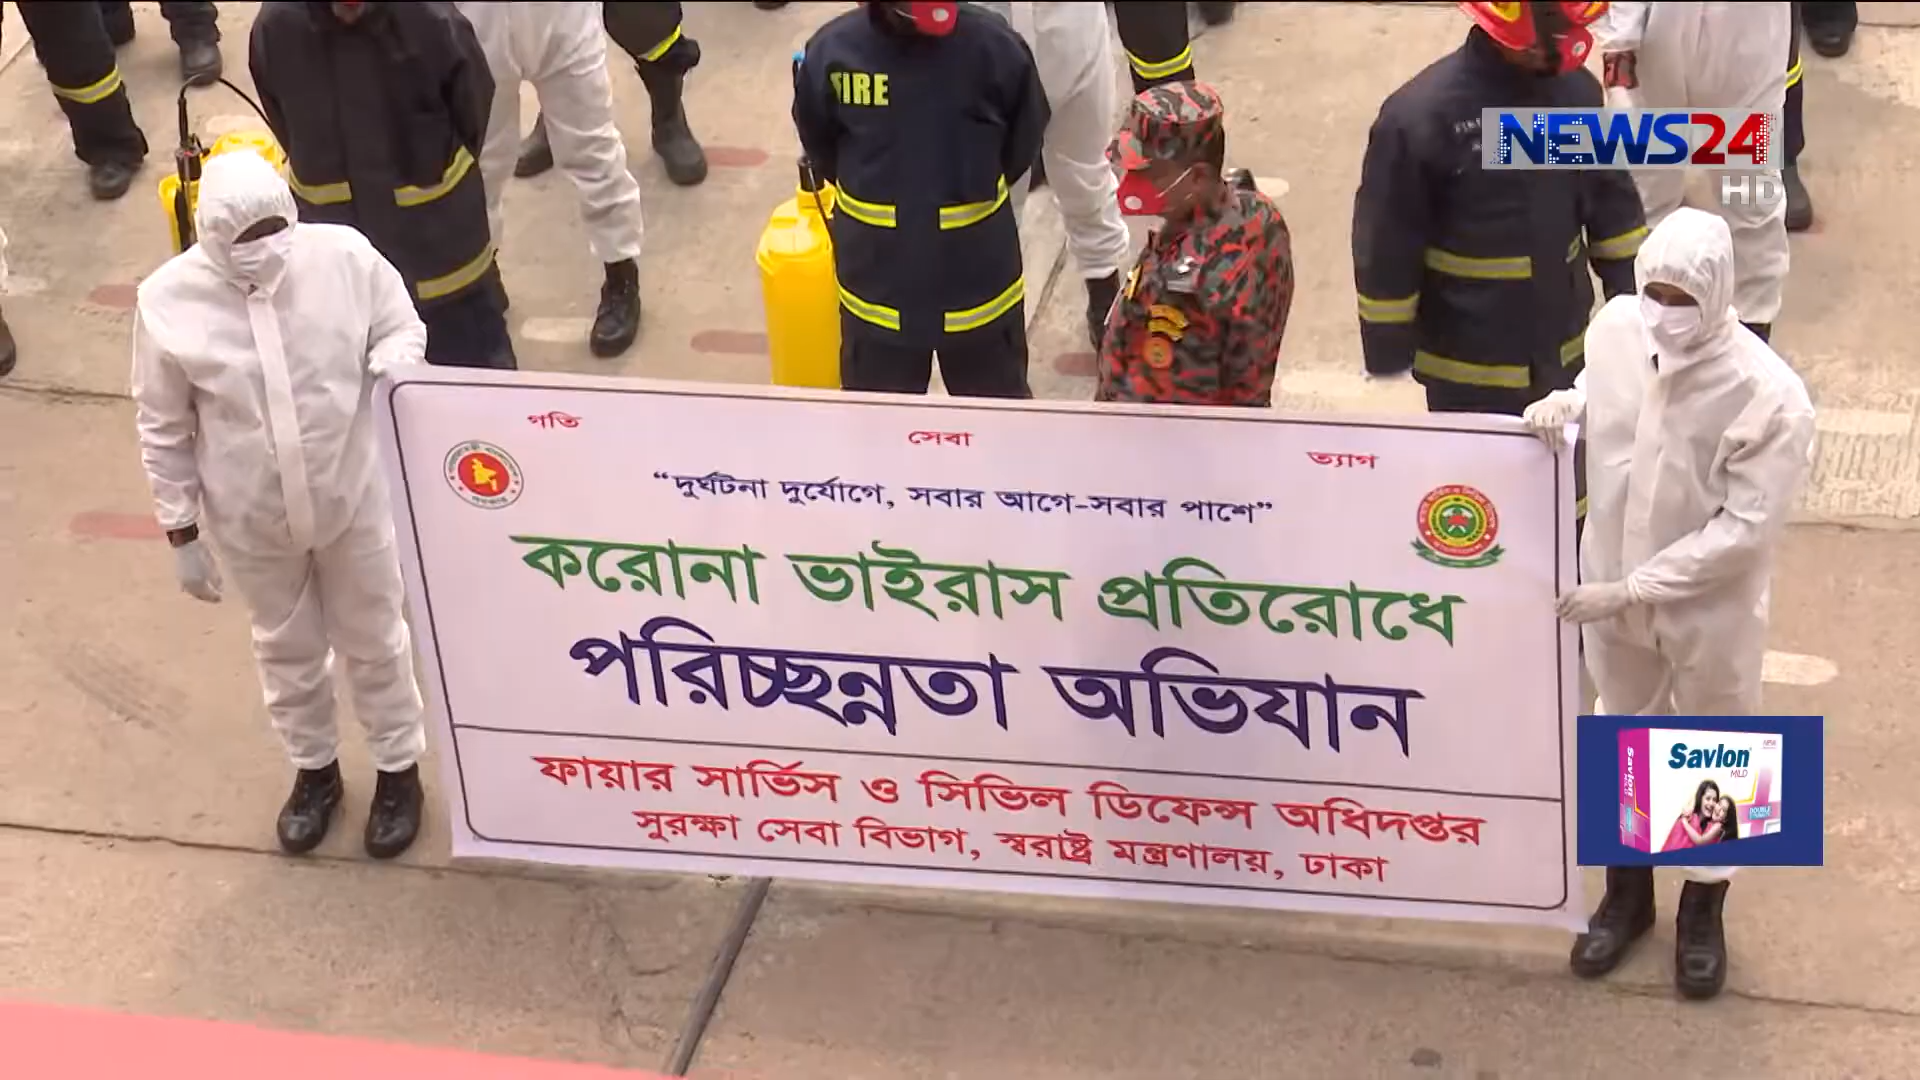 FIRE
NEWS24
HD
গতি সেবা ত্যাগ
“দুর্ঘটনা দুর্যোগে, সবার আগে-সবার পাশে”
করোনা ভাইরাস প্রতিরোধে
পরিচ্ছন্নতা অভিযান
ফায়ার সার্ভিস ও সিভিল ডিফেন্স অধিদপ্তর
সুরক্ষা সেবা বিভাগ, স্বরাষ্ট্র মন্ত্রণালয়, ঢাকা
Savlon
MILD
Savlon